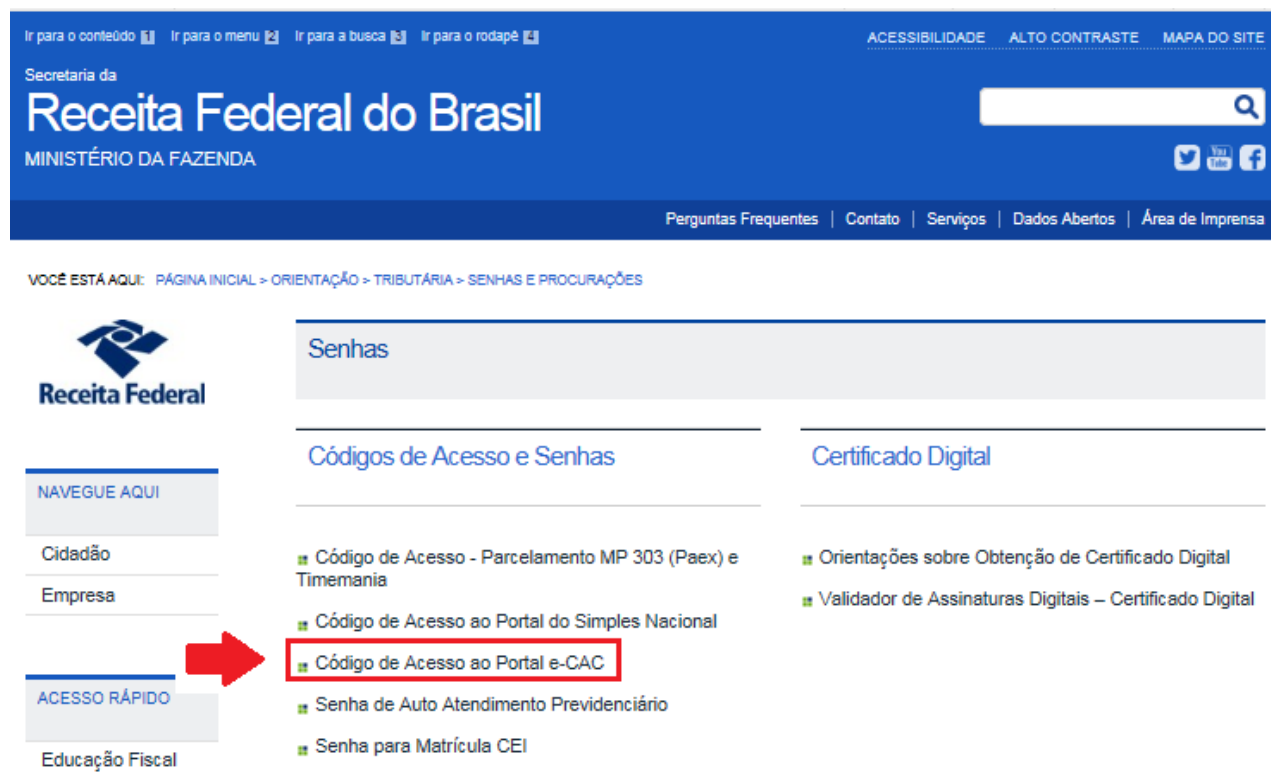 Ir para o conteúdo 1 Ir para o menu 2 Ir para a busca 3 Ir para o rodapé 4
ACESSIBILIDADE ALTO CONTRASTE MAPA DO SITE
Secretaria da
Receita Federal do Brasil
MINISTÉRIO DA FAZENDA
You Tube
Perguntas Frequentes | Contato | Serviços | Dados Abertos | Área de Imprensa
VOCÊ ESTÁ AQUI: PÁGINA INICIAL > ORIENTAÇÃO > TRIBUTÁRIA > SENHAS E PROCURAÇÕES
Receita Federal
NAVEGUE AQUI
Cidadão
Empresa
ACESSO RÁPIDO
Educação Fiscal
Senhas
Códigos de Acesso e Senhas
Código de Acesso - Parcelamento MP 303 (Paex) e
Timemania
Código de Acesso ao Portal do Simples Nacional
Código de Acesso ao Portal e-CAC
Senha de Auto Atendimento Previdenciário
Senha para Matrícula CEI
Certificado Digital
Orientações sobre Obtenção de Certificado Digital
Validador de Assinaturas Digitais – Certificado Digital